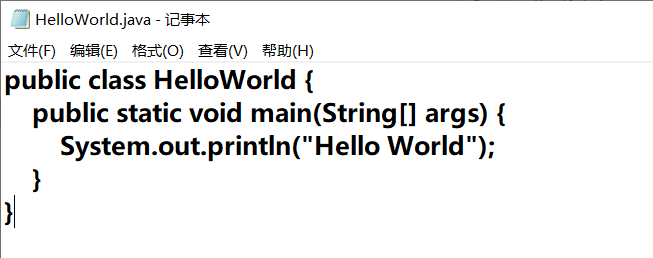 HelloWorld.java - 记事本
文件(F) 编辑(E) 格式(O) 查看(V) 帮助(H)
public class HelloWorld {
    public static void main(String[] args) {
        System.out.println("Hello World");
    }
}